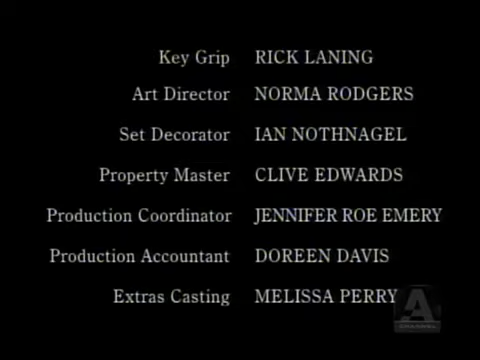 Key Grip RICK LANING
Art Director NORMA RODGERS
Set Decorator IAN NOTHNAGEL
Property Master CLIVE EDWARDS
Production Coordinator JENNIFER ROE EMERY
Production Accountant DOREEN DAVIS
Extras Casting MELISSA PERRY
A
CHANNEL